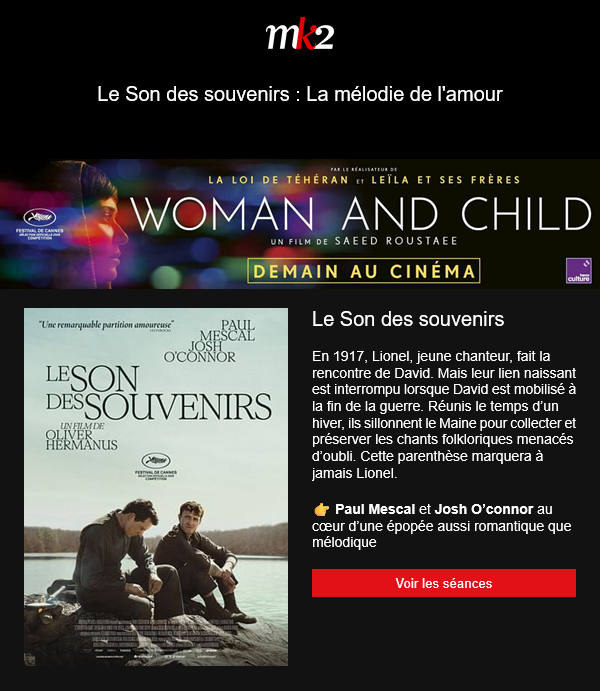 mk2
Le Son des souvenirs : La mélodie de l'amour
PAR LE RÉALISATEUR DE
LA LOI DE TÉHÉRAN ET LEÏLA ET SES FRÈRES
WOMAN AND CHILD
UN FILM DE SAEED ROUSTAEE
DEMAIN AU CINÉMA
FESTIVAL DE CANNES
SÉLECTION OFFICIELLE 2025
COMPÉTITION
france
culture
"Une remarquable partition amoureuse"
PAUL
MESCAL
JOSH
O'CONNOR
LE SON
DES SOUVENIRS
UN FILM DE
OLIVER
HERMANUS
FESTIVAL DE CANNES
Le Son des souvenirs
En 1917, Lionel, jeune chanteur, fait la
rencontre de David. Mais leur lien naissant
est interrompu lorsque David est mobilisé à
la fin de la guerre. Réunis le temps d’un
hiver, ils sillonnent le Maine pour collecter et
préserver les chants folkloriques menacés
d’oubli. Cette parenthèse marquera à
jamais Lionel.
👉 Paul Mescal et Josh O’connor au
cœur d’une épopée aussi romantique que
mélodique
Voir les séances